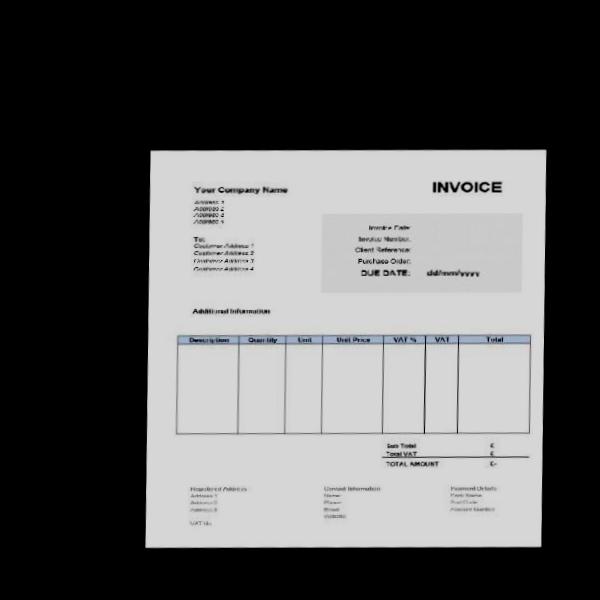 INVOICE
Your Company Name
Address 1
Address 2
Address 3
Address 4
To:
Customer Address 1
Customer Address 2
Customer Address 3
Customer Address 4
Invoice Date:
Invoice Number:
Client Reference:
Purchase Order:
DUE DATE: dd/mm/yyyy
Additional Information
Description Quantity Unit Unit Price VAT % VAT Total
Sub Total £
Total VAT £
TOTAL AMOUNT £-
Registered Address
Address 1
Address 2
Address 3
VAT No.
Contact Information
Name
Phone
Email
Website
Payment Details
Bank Name
Sort Code
Account Number